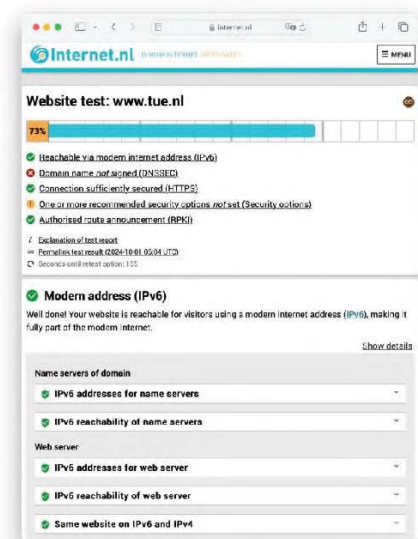 internet.nl
Internet.nl
MENU
Website test: www.tue.nl
73%
Reachable via modern internet address (IPv6)
Domain name not signed (DNSSEC)
Connection sufficiently secured (HTTPS)
One or more recommended security options not set (Security options)
Authorised route announcement (RPKI)
Explanation of test report
Permalink test result (2024-10-01 05:04 UTC)
Seconds until retest option:
Modern address (IPv6)
Well done! Your website is reachable for visitors using a modern internet address (IPv6), making it
fully part of the modern Internet.
Show details
Name servers of domain
IPv6 addresses for name servers
IPv6 reachability of name servers
Web server
IPv6 addresses for web server
IPv6 reachability of web server
Same website on IPv6 and IPv4